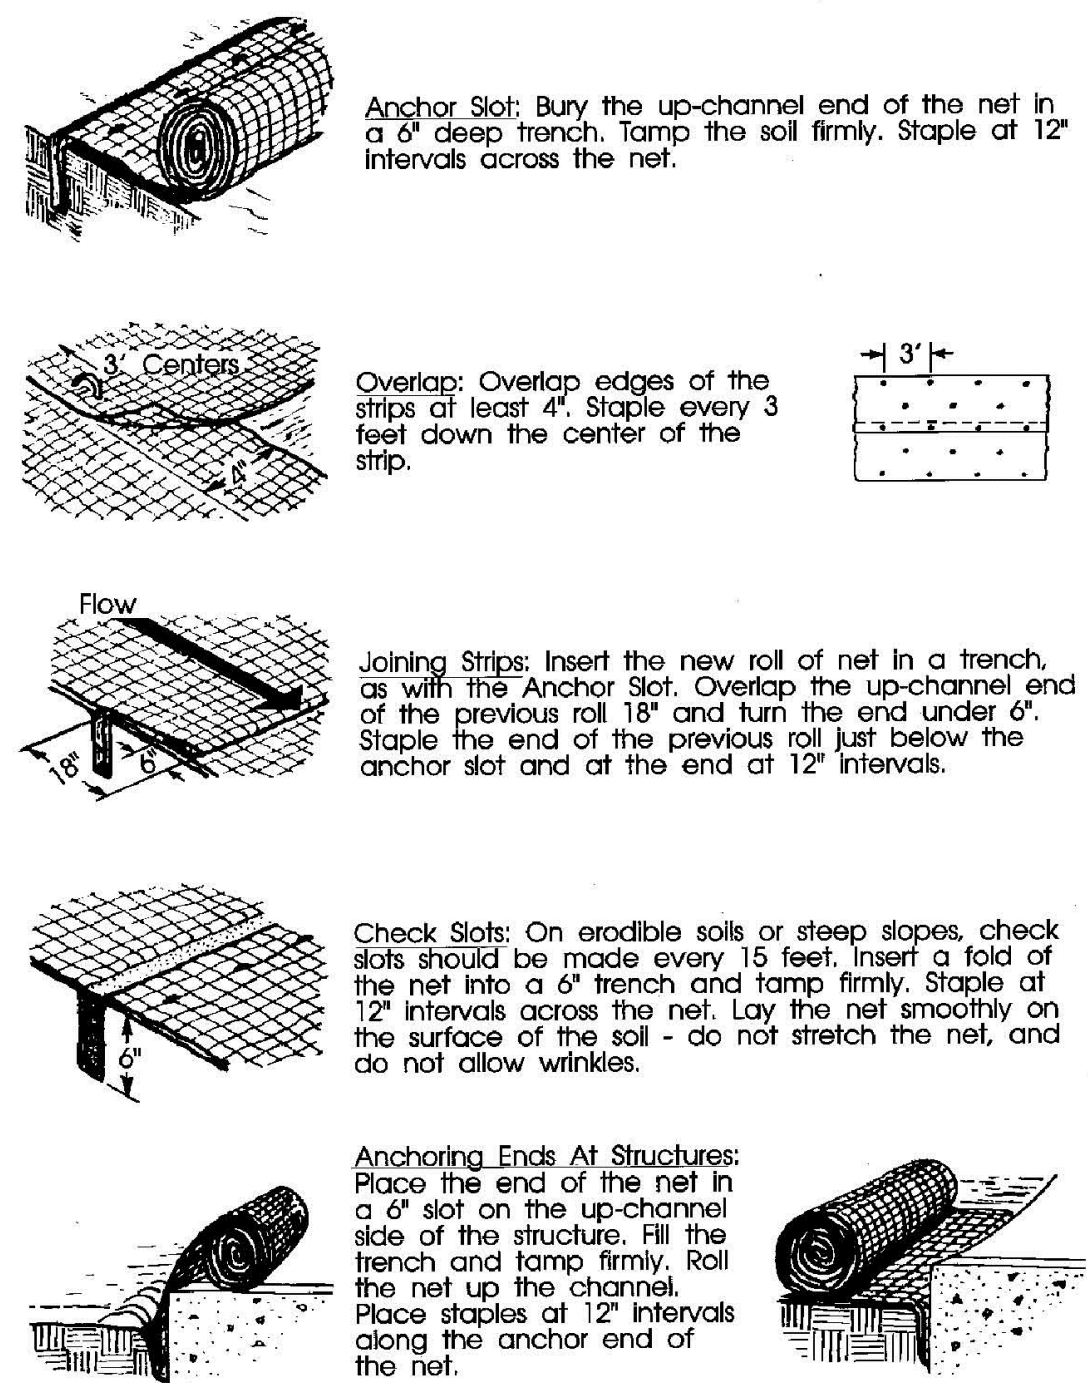 Anchor Slot: Bury the up-channel end of the net in
a 6" deep trench. Tamp the soil firmly. Staple at 12"
intervals across the net.
3' Centers
4"
Overlap: Overlap edges of the
strips at least 4". Staple every 3
feet down the center of the
strip.
3'
Flow
18"
6"
Joining Strips: Insert the new roll of net in a trench,
as with the Anchor Slot. Overlap the up-channel end
of the previous roll 18" and turn the end under 6".
Staple the end of the previous roll just below the
anchor slot and at the end at 12" intervals.
6"
Check Slots: On erodible soils or steep slopes, check
slots should be made every 15 feet. Insert a fold of
the net into a 6" trench and tamp firmly. Staple at
12" intervals across the net. Lay the net smoothly on
the surface of the soil - do not stretch the net, and
do not allow wrinkles.
Anchoring Ends At Structures:
Place the end of the net in
a 6" slot on the up-channel
side of the structure. Fill the
trench and tamp firmly. Roll
the net up the channel.
Place staples at 12" intervals
along the anchor end of
the net.